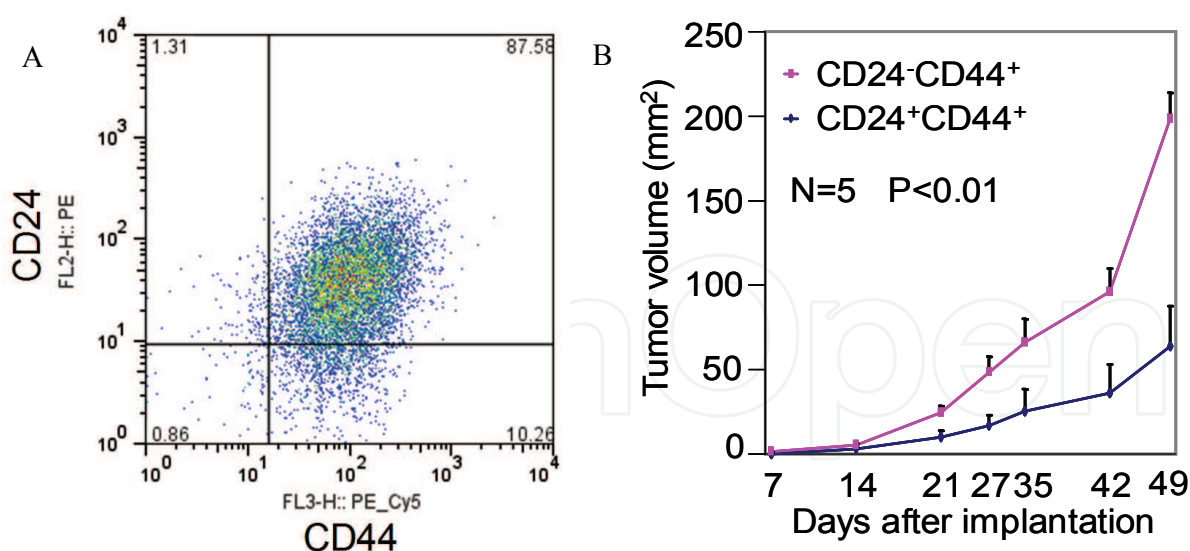 A
10^4
1.31
87.58
10^3
CD24
FL2-H:: PE
10^2
10^1
10^0
0.86
10.26
10^0 10^1 10^2 10^3 10^4
FL3-H:: PE_Cy5
CD44
B
250
CD24⁻CD44⁺
CD24⁺CD44⁺
200
Tumor volume (mm²)
N=5 P<0.01
150
100
50
0
7 14 21 27 35 42 49
Days after implantation
nOpen